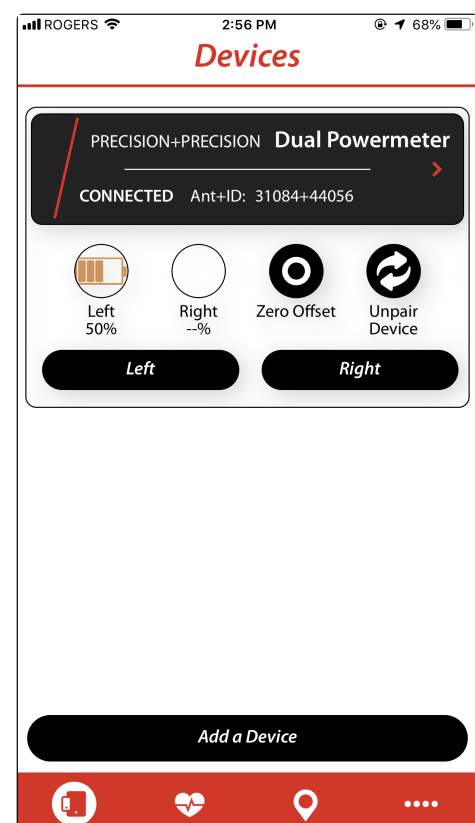 ROGERS 2:56 PM 68%
Devices
PRECISION+PRECISION Dual Powermeter
CONNECTED Ant+ID: 31084+44056
Left Right Zero Offset Unpair
50% --% Device
Left Right
Add a Device